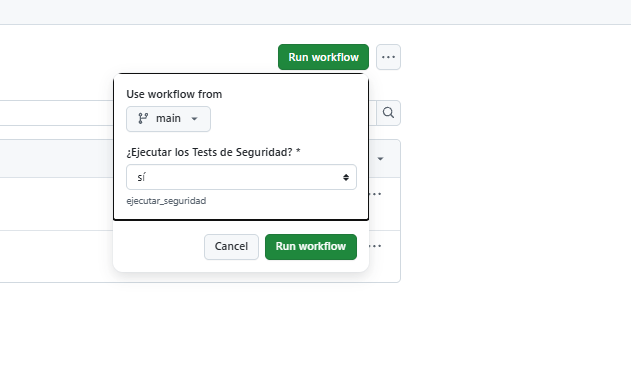 Run workflow
Use workflow from
main
¿Ejecutar los Tests de Seguridad? *
sí
ejecutar_seguridad
Cancel
Run workflow